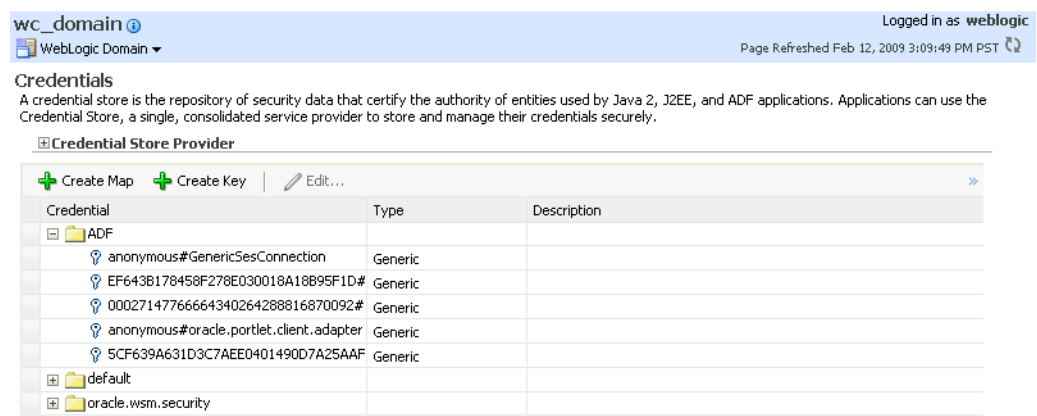 wc_domain
Logged in as weblogic
WebLogic Domain
Page Refreshed Feb 12, 2009 3:09:49 PM PST
Credentials
A credential store is the repository of security data that certify the authority of entities used by Java 2, J2EE, and ADF applications. Applications can use the
Credential Store, a single, consolidated service provider to store and manage their credentials securely.
Credential Store Provider
Create Map Create Key Edit... »
Credential Type Description
ADF
anonymous#GenericSesConnection Generic
EF643B178458F278E030018A18B95F1D# Generic
00027147766664340264288816870092# Generic
anonymous#oracle.portlet.client.adapter Generic
5CF639A631D3C7AEE0401490D7A25AAF Generic
default
oracle.wsm.security